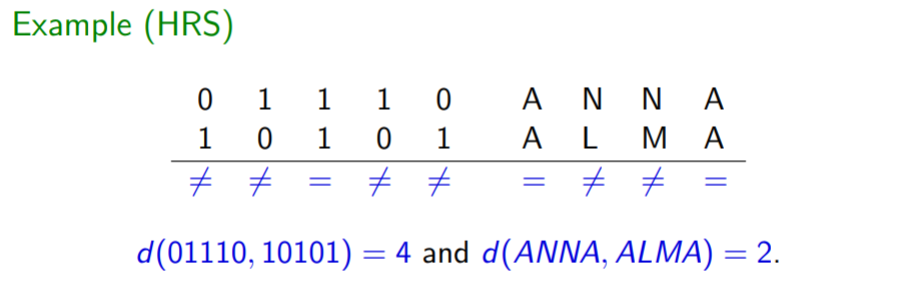 Example (HRS)
0 1 1 1 0 A N N A
1 0 1 0 1 A L M A
≠ ≠ = ≠ ≠ = ≠ ≠ =
d(01110, 10101) = 4 and d(ANNA, ALMA) = 2.